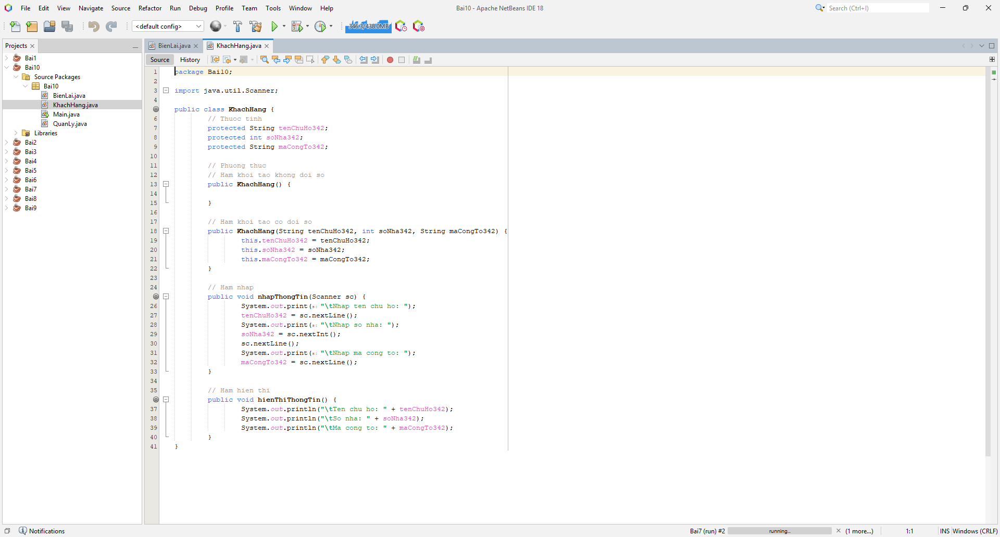 File Edit View Navigate Source Refactor Run Debug Profile Team Tools Window Help
Bai10 - Apache NetBeans IDE 18
Search (Ctrl+I)
<default config>
346.3/438.0MB
Projects
Bai1
Bai10
Source Packages
Bai10
BienLai.java
KhachHang.java
Main.java
QuanLy.java
Libraries
Bai2
Bai3
Bai4
Bai5
Bai6
Bai7
Bai8
Bai9
BienLai.java KhachHang.java
Source History
1 package Bai10;
2
3 import java.util.Scanner;
4
public class KhachHang {
6 // Thuoc tinh
7 protected String tenChuHo342;
8 protected int soNha342;
9 protected String maCongTo342;
10
11 // Phuong thuc
12 // Ham khoi tao khong doi so
13 public KhachHang() {
14
15 }
16
17 // Ham khoi tao co doi so
18 public KhachHang(String tenChuHo342, int soNha342, String maCongTo342) {
19 this.tenChuHo342 = tenChuHo342;
20 this.soNha342 = soNha342;
21 this.maCongTo342 = maCongTo342;
22 }
23
24 // Ham nhap
public void nhapThongTin(Scanner sc) {
26 System.out.print(s: "\tNhap ten chu ho: ");
27 tenChuHo342 = sc.nextLine();
28 System.out.print(s: "\tNhap so nha: ");
29 soNha342 = sc.nextInt();
30 sc.nextLine();
31 System.out.print(s: "\tNhap ma cong to: ");
32 maCongTo342 = sc.nextLine();
33 }
34
35 // Ham hien thi
public void hienThiThongTin() {
37 System.out.println("\tTen chu ho: " + tenChuHo342);
38 System.out.println("\tSo nha: " + soNha342);
39 System.out.println("\tMa cong to: " + maCongTo342);
40 }
41 }
Notifications
Bai7 (run) #2 running... (1 more...) 1:1 INS Windows (CRLF)